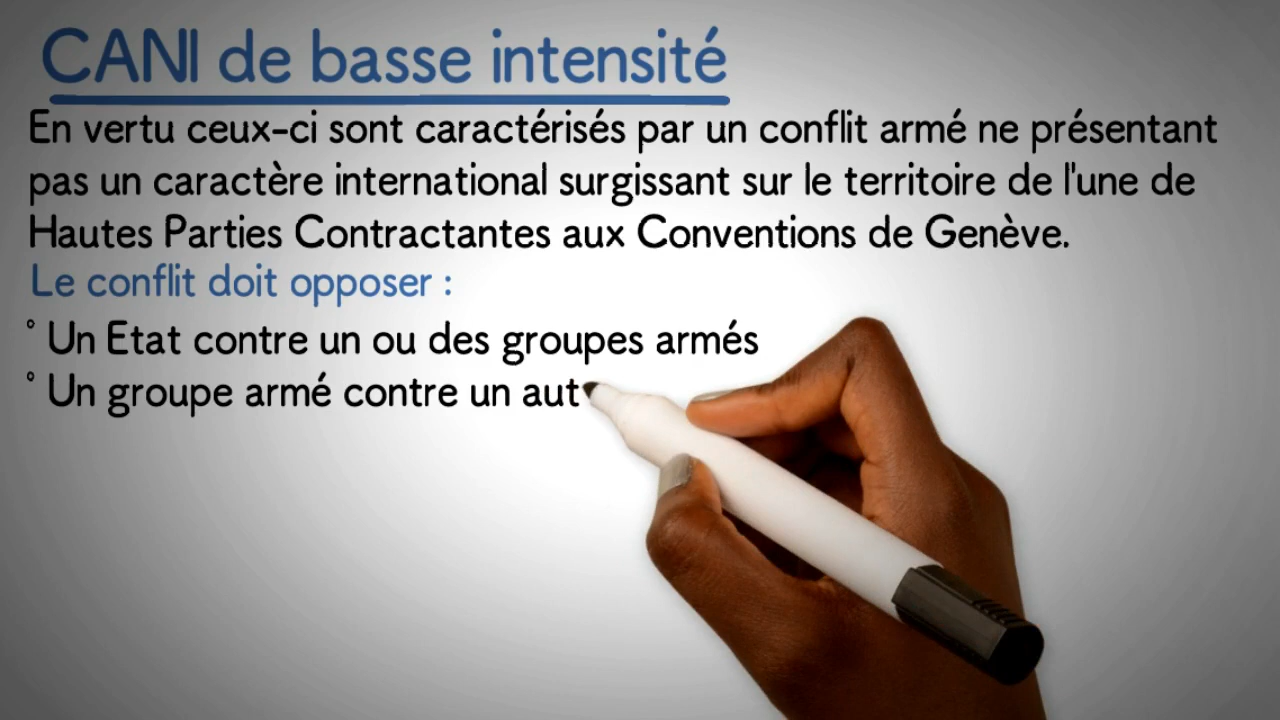 CANI de basse intensité
En vertu ceux-ci sont caractérisés par un conflit armé ne présentant
pas un caractère international surgissant sur le territoire de l'une de
Hautes Parties Contractantes aux Conventions de Genève.
Le conflit doit opposer :
° Un Etat contre un ou des groupes armés
° Un groupe armé contre un aut